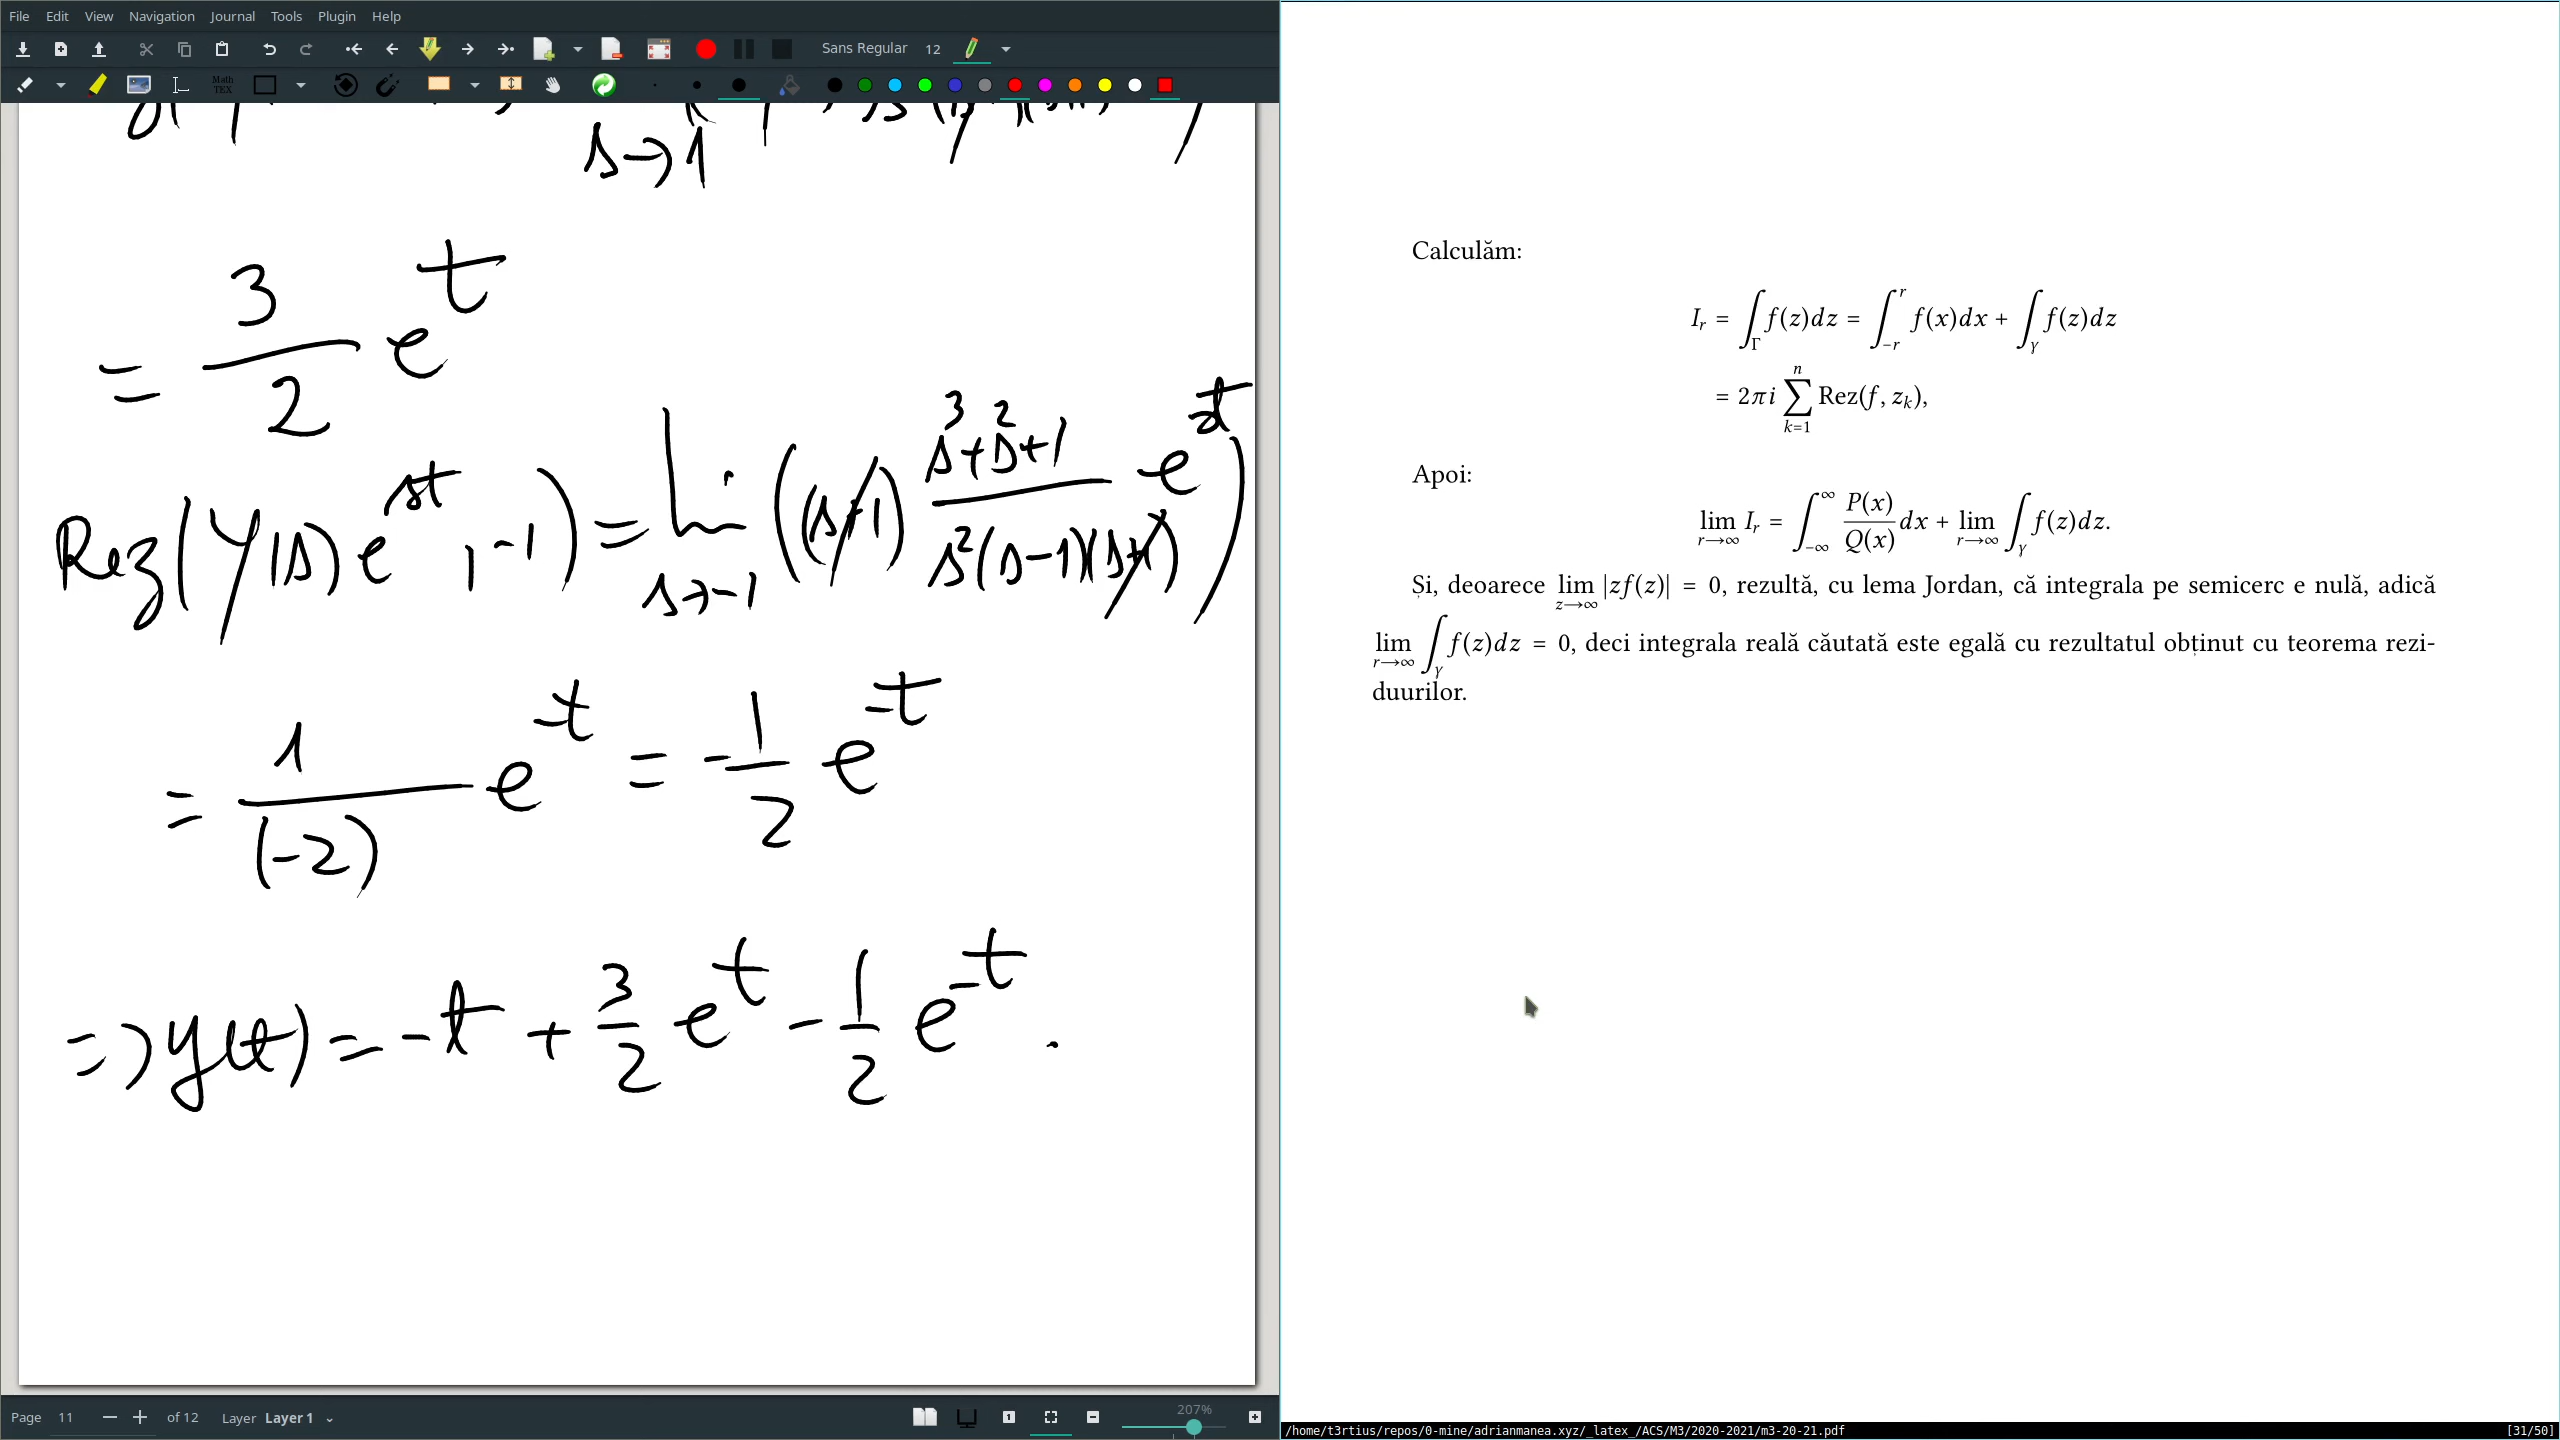 File Edit View Navigation Journal Tools Plugin Help
Sans Regular 12
Math TEX
s→1
= 3/2 e^t
Rez(Y(s)e^{st}, -1) = lim_{s→-1} ((s+1) (s^3+s^2+1)/(s^2(s-1)(s+1)) e^{st})
= 1/(-2) e^{-t} = -1/2 e^{-t}
=> y(t) = -t + 3/2 e^t - 1/2 e^{-t}.
Page 11 of 12 Layer Layer 1 207%
Calculăm:
I_r = ∫_Γ f(z)dz = ∫_{-r}^{r} f(x)dx + ∫_γ f(z)dz
= 2πi ∑_{k=1}^{n} Rez(f, z_k),
Apoi:
lim_{r→∞} I_r = ∫_{-∞}^{∞} P(x)/Q(x) dx + lim_{r→∞} ∫_γ f(z)dz.
Și, deoarece lim_{z→∞} |zf(z)| = 0, rezultă, cu lema Jordan, că integrala pe semicerc e nulă, adică
lim_{r→∞} ∫_γ f(z)dz = 0, deci integrala reală căutată este egală cu rezultatul obținut cu teorema rezi-
duurilor.
/home/t3rtius/repos/0-mine/adrianmanea.xyz/_latex_/ACS/M3/2020-2021/m3-20-21.pdf [31/50]